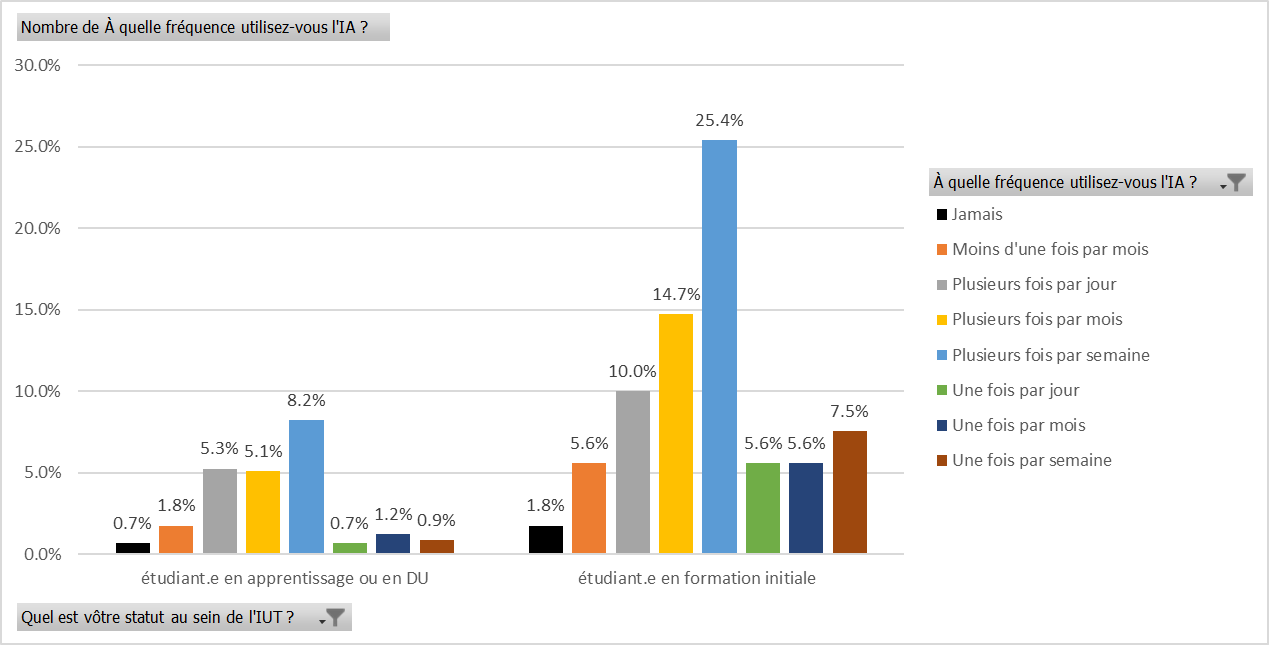 Nombre de À quelle fréquence utilisez-vous l'IA ?
30.0%
25.0%
20.0%
15.0%
10.0%
5.0%
0.0%
0.7%
1.8%
5.3%
5.1%
8.2%
0.7%
1.2%
0.9%
1.8%
5.6%
10.0%
14.7%
25.4%
5.6%
5.6%
7.5%
étudiant.e en apprentissage ou en DU
étudiant.e en formation initiale
À quelle fréquence utilisez-vous l'IA ?
Jamais
Moins d'une fois par mois
Plusieurs fois par jour
Plusieurs fois par mois
Plusieurs fois par semaine
Une fois par jour
Une fois par mois
Une fois par semaine
Quel est vôtre statut au sein de l'IUT ?